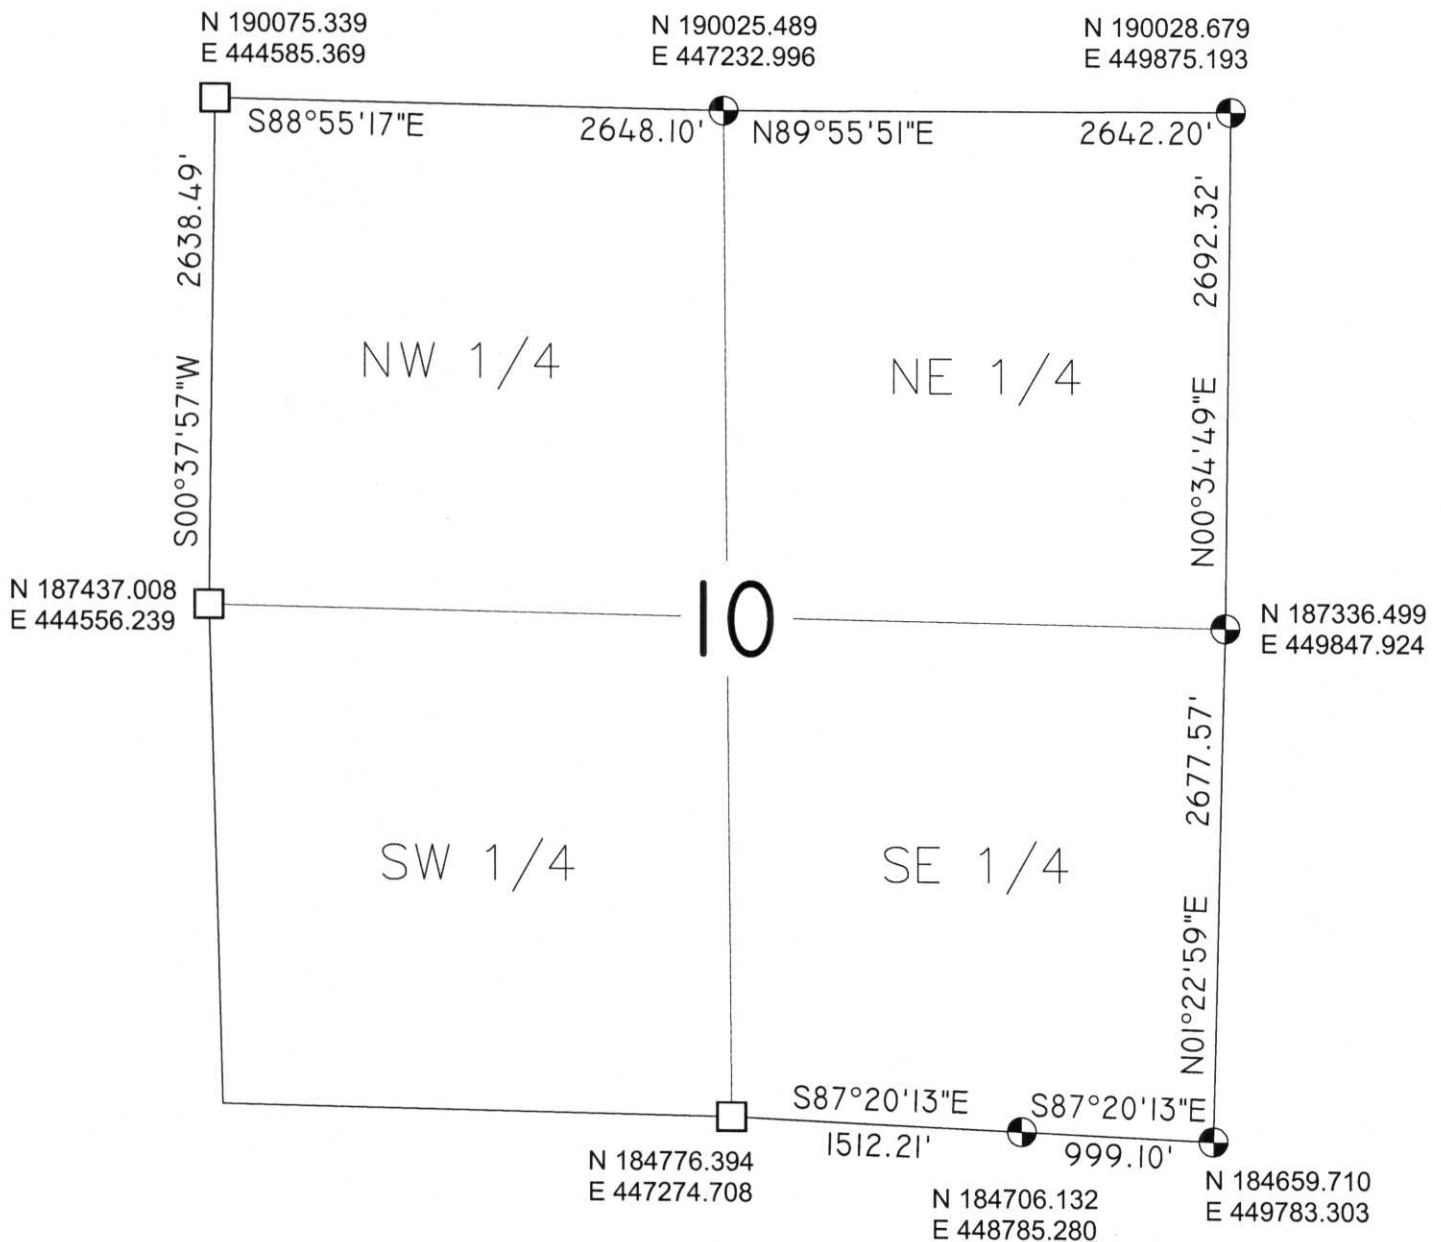 N 190075.339
E 444585.369
N 190025.489
E 447232.996
N 190028.679
E 449875.193
S88°55'17"E
2648.10'
N89°55'51"E
2642.20'
2638.49'
S00°37'57"W
2692.32'
N00°34'49"E
NW 1/4
NE 1/4
N 187437.008
E 444556.239
10
N 187336.499
E 449847.924
2677.57'
N01°22'59"E
SW 1/4
SE 1/4
S87°20'13"E
1512.21'
S87°20'13"E
999.10'
N 184776.394
E 447274.708
N 184706.132
E 448785.280
N 184659.710
E 449783.303